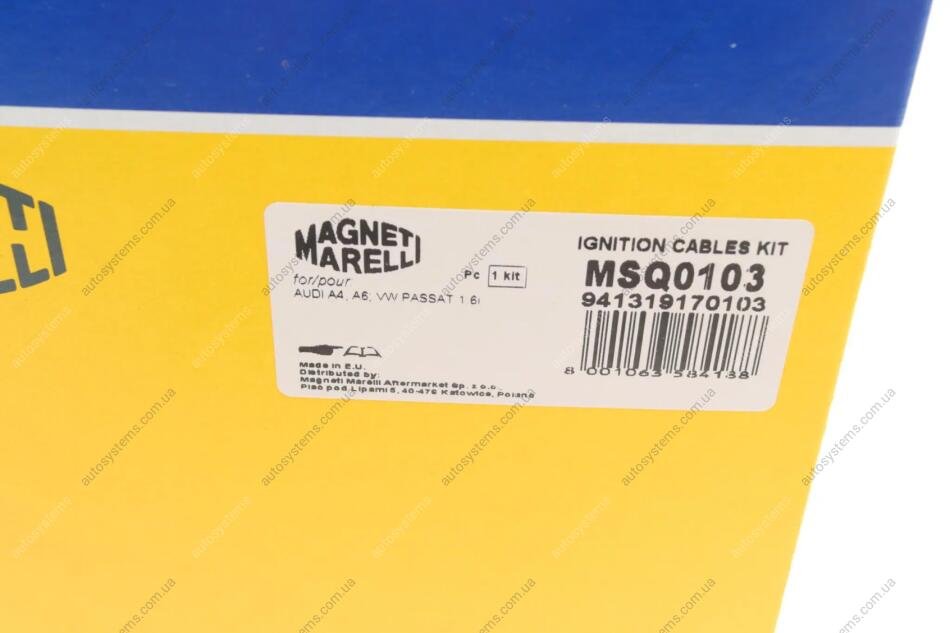 MAGNETI
MARELLI
for/pour
AUDI A4, A6; VW PASSAT 1.6i
Pc 1 kit
IGNITION CABLES KIT
MSQ0103
941319170103
8 001063 584138
Made in E.U.
Distributed by:
Magneti Marelli Aftermarket Sp. z o.o.
Plac pod Lipami 5, 40-476 Katowice, Poland
autosystems.com.ua